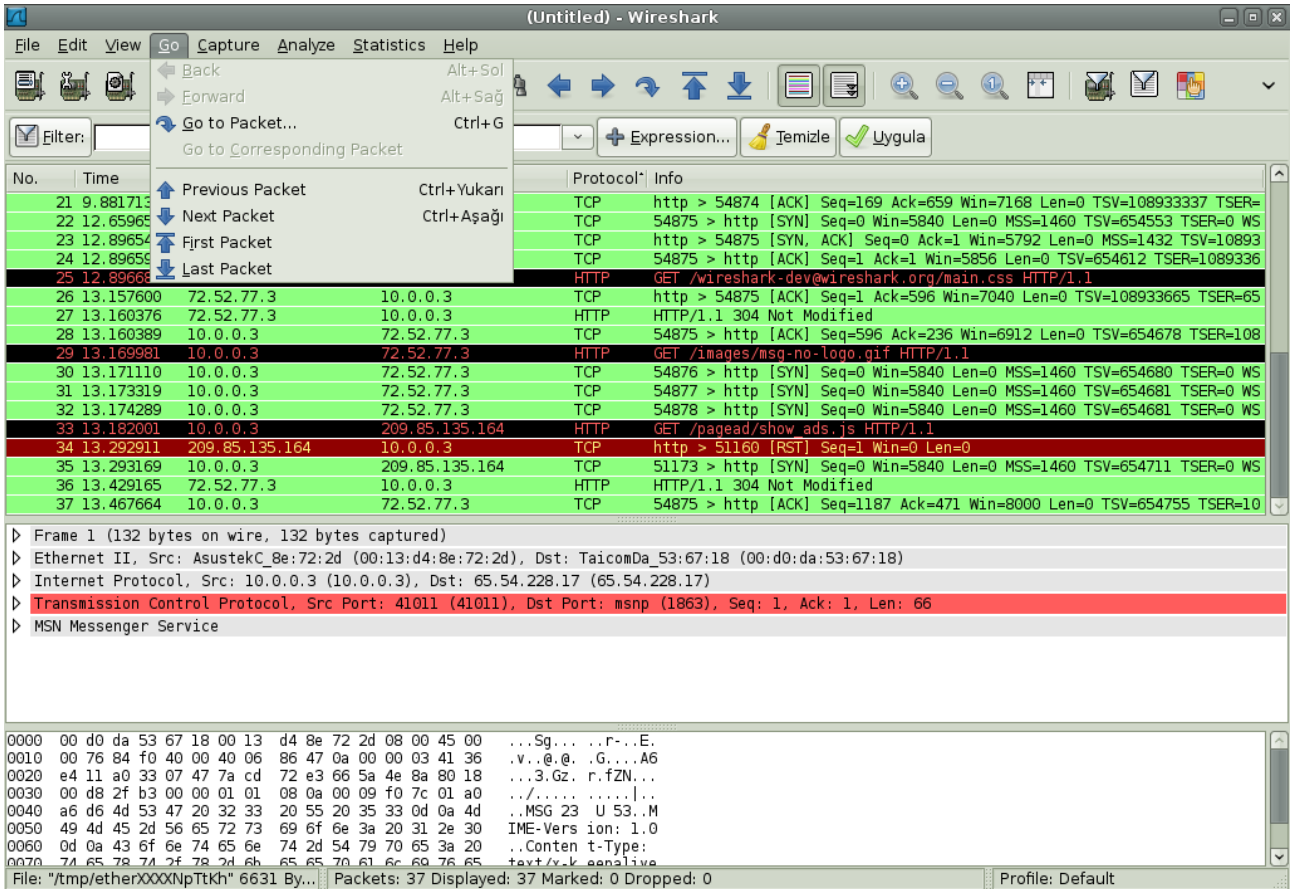 (Untitled) - Wireshark
File Edit View Go Capture Analyze Statistics Help
Back Alt+Sol
Forward Alt+Sağ
Go to Packet... Ctrl+G
Go to Corresponding Packet
Previous Packet Ctrl+Yukarı
Next Packet Ctrl+Aşağı
First Packet
Last Packet
Filter: Expression... Temizle Uygula
No. Time Protocol Info
21 9.881713 TCP http > 54874 [ACK] Seq=169 Ack=659 Win=7168 Len=0 TSV=108933337 TSER=
22 12.65965 TCP 54875 > http [SYN] Seq=0 Win=5840 Len=0 MSS=1460 TSV=654553 TSER=0 WS
23 12.89654 TCP http > 54875 [SYN, ACK] Seq=0 Ack=1 Win=5792 Len=0 MSS=1432 TSV=10893
24 12.89659 TCP 54875 > http [ACK] Seq=1 Ack=1 Win=5856 Len=0 TSV=654612 TSER=1089336
25 12.89668 HTTP GET /wireshark-dev@wireshark.org/main.css HTTP/1.1
26 13.157600 72.52.77.3 10.0.0.3 TCP http > 54875 [ACK] Seq=1 Ack=596 Win=7040 Len=0 TSV=108933665 TSER=65
27 13.160376 72.52.77.3 10.0.0.3 HTTP HTTP/1.1 304 Not Modified
28 13.160389 10.0.0.3 72.52.77.3 TCP 54875 > http [ACK] Seq=596 Ack=236 Win=6912 Len=0 TSV=654678 TSER=108
29 13.169981 10.0.0.3 72.52.77.3 HTTP GET /images/msg-no-logo.gif HTTP/1.1
30 13.171110 10.0.0.3 72.52.77.3 TCP 54876 > http [SYN] Seq=0 Win=5840 Len=0 MSS=1460 TSV=654680 TSER=0 WS
31 13.173319 10.0.0.3 72.52.77.3 TCP 54877 > http [SYN] Seq=0 Win=5840 Len=0 MSS=1460 TSV=654681 TSER=0 WS
32 13.174289 10.0.0.3 72.52.77.3 TCP 54878 > http [SYN] Seq=0 Win=5840 Len=0 MSS=1460 TSV=654681 TSER=0 WS
33 13.182001 10.0.0.3 209.85.135.164 HTTP GET /pagead/show_ads.js HTTP/1.1
34 13.292911 209.85.135.164 10.0.0.3 TCP http > 51160 [RST] Seq=1 Win=0 Len=0
35 13.293169 10.0.0.3 209.85.135.164 TCP 51173 > http [SYN] Seq=0 Win=5840 Len=0 MSS=1460 TSV=654711 TSER=0 WS
36 13.429165 72.52.77.3 10.0.0.3 HTTP HTTP/1.1 304 Not Modified
37 13.467664 10.0.0.3 72.52.77.3 TCP 54875 > http [ACK] Seq=1187 Ack=471 Win=8000 Len=0 TSV=654755 TSER=10
Frame 1 (132 bytes on wire, 132 bytes captured)
Ethernet II, Src: AsustekC_8e:72:2d (00:13:d4:8e:72:2d), Dst: TaicomDa_53:67:18 (00:d0:da:53:67:18)
Internet Protocol, Src: 10.0.0.3 (10.0.0.3), Dst: 65.54.228.17 (65.54.228.17)
Transmission Control Protocol, Src Port: 41011 (41011), Dst Port: msnp (1863), Seq: 1, Ack: 1, Len: 66
MSN Messenger Service
0000 00 d0 da 53 67 18 00 13 d4 8e 72 2d 08 00 45 00 ...Sg... ..r-..E.
0010 00 76 84 f0 40 00 40 06 86 47 0a 00 00 03 41 36 .v..@.@. .G....A6
0020 e4 11 a0 33 07 47 7a cd 72 e3 66 5a 4e 8a 80 18 ...3.Gz. r.fZN...
0030 00 d8 2f b3 00 00 01 01 08 0a 00 09 f0 7c 01 a0 ../..... .....|..
0040 a6 d6 4d 53 47 20 32 33 20 55 20 35 33 0d 0a 4d ..MSG 23 U 53..M
0050 49 4d 45 2d 56 65 72 73 69 6f 6e 3a 20 31 2e 30 IME-Vers ion: 1.0
0060 0d 0a 43 6f 6e 74 65 6e 74 2d 54 79 70 65 3a 20 ..Conten t-Type:
0070 74 65 78 74 2f 78 2d 6b 65 65 70 61 6c 69 76 65 text/x-k eepalive
File: "/tmp/etherXXXXNpTtKh" 6631 By... Packets: 37 Displayed: 37 Marked: 0 Dropped: 0 Profile: Default